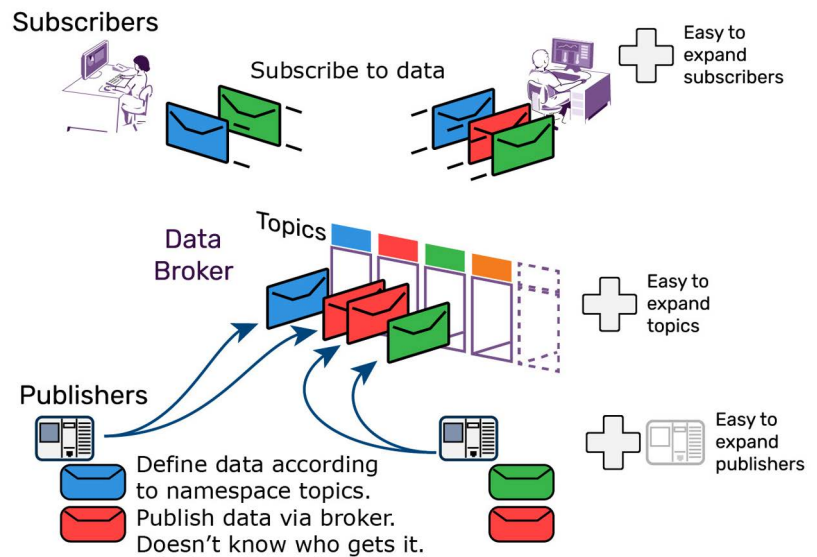 Subscribers
Subscribe to data
Easy to
expand
subscribers
Topics
Data
Broker
Easy to
expand
topics
Publishers
Easy to
expand
publishers
Define data according
to namespace topics.
Publish data via broker.
Doesn't know who gets it.